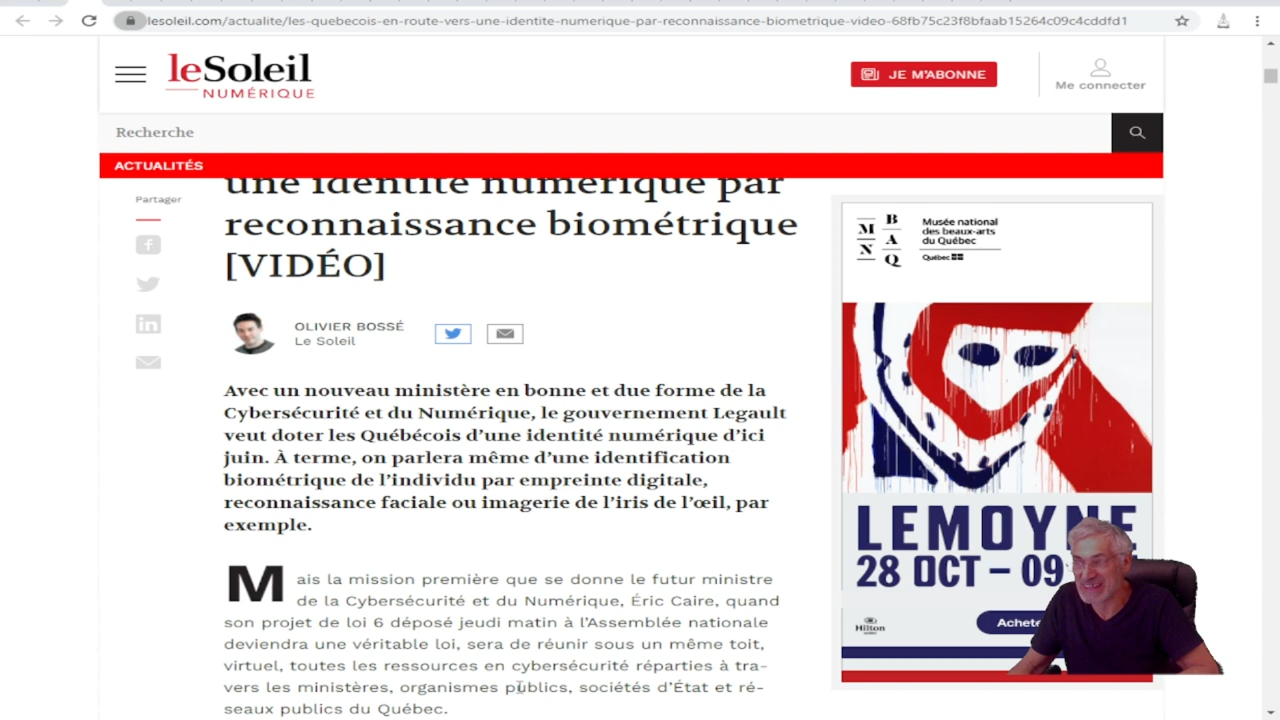 lesoleil.com/actualite/les-quebecois-en-route-vers-une-identite-numerique-par-reconnaissance-biometrique-video-68fb75c23f8bfaab15264c09c4cddfd1
leSoleil
NUMÉRIQUE
JE M'ABONNE
Me connecter
Recherche
ACTUALITÉS
Partager
une identité numérique par
reconnaissance biométrique
[VIDÉO]
OLIVIER BOSSÉ
Le Soleil
Avec un nouveau ministère en bonne et due forme de la
Cybersécurité et du Numérique, le gouvernement Legault
veut doter les Québécois d'une identité numérique d'ici
juin. À terme, on parlera même d'une identification
biométrique de l'individu par empreinte digitale,
reconnaissance faciale ou imagerie de l'iris de l'œil, par
exemple.
Mais la mission première que se donne le futur ministre
de la Cybersécurité et du Numérique, Éric Caire, quand
son projet de loi 6 déposé jeudi matin à l'Assemblée nationale
deviendra une véritable loi, sera de réunir sous un même toit,
virtuel, toutes les ressources en cybersécurité réparties à tra-
vers les ministères, organismes publics, sociétés d'État et ré-
seaux publics du Québec.
MNBAQ
Musée national
des beaux-arts
du Québec
Québec
LEMOYNE
28 OCT – 09
Hilton
Achete